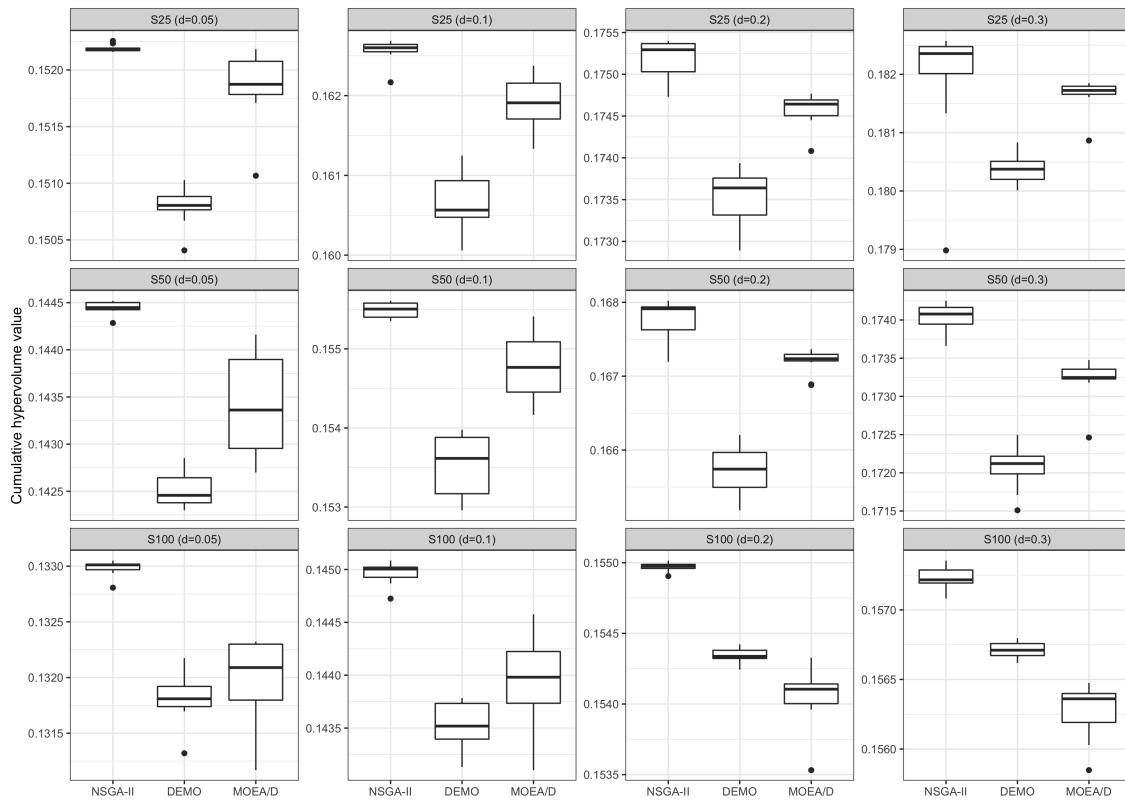 S25 (d=0.05) S25 (d=0.1) S25 (d=0.2) S25 (d=0.3)
0.1520 0.162 0.1755 0.182
0.1515 0.161 0.1750 0.181
0.1510 0.160 0.1745 0.180
0.1505 0.1740 0.179
0.1735
0.1730
S50 (d=0.05) S50 (d=0.1) S50 (d=0.2) S50 (d=0.3)
Cumulative hypervolume value
0.1445 0.155 0.168 0.1740
0.1440 0.154 0.167 0.1735
0.1435 0.153 0.166 0.1730
0.1430 0.1725
0.1425 0.1720
0.1715
S100 (d=0.05) S100 (d=0.1) S100 (d=0.2) S100 (d=0.3)
0.1330 0.1450 0.1550 0.1570
0.1325 0.1445 0.1545 0.1565
0.1320 0.1440 0.1540 0.1560
0.1315 0.1435 0.1535
NSGA-II DEMO MOEA/D NSGA-II DEMO MOEA/D NSGA-II DEMO MOEA/D NSGA-II DEMO MOEA/D